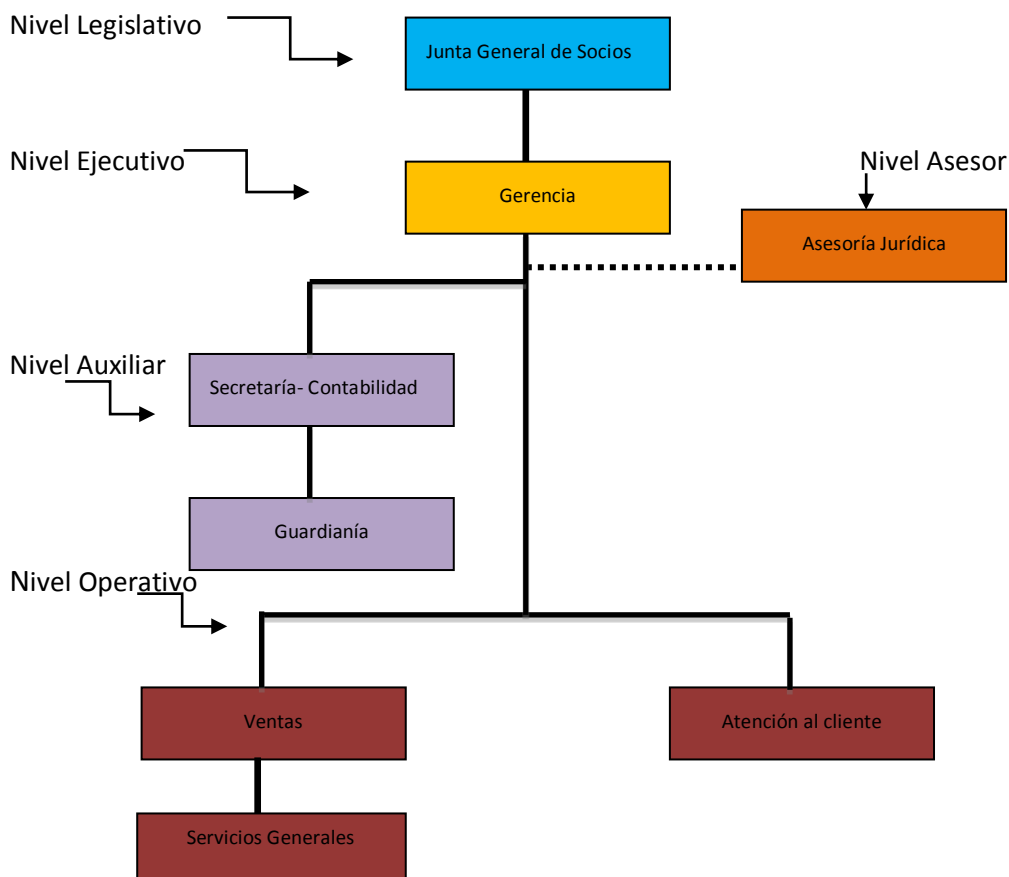 Nivel Legislativo
Junta General de Socios
Nivel Ejecutivo
Gerencia
Nivel Asesor
Asesoría Jurídica
Nivel Auxiliar
Secretaría- Contabilidad
Guardianía
Nivel Operativo
Ventas
Atención al cliente
Servicios Generales